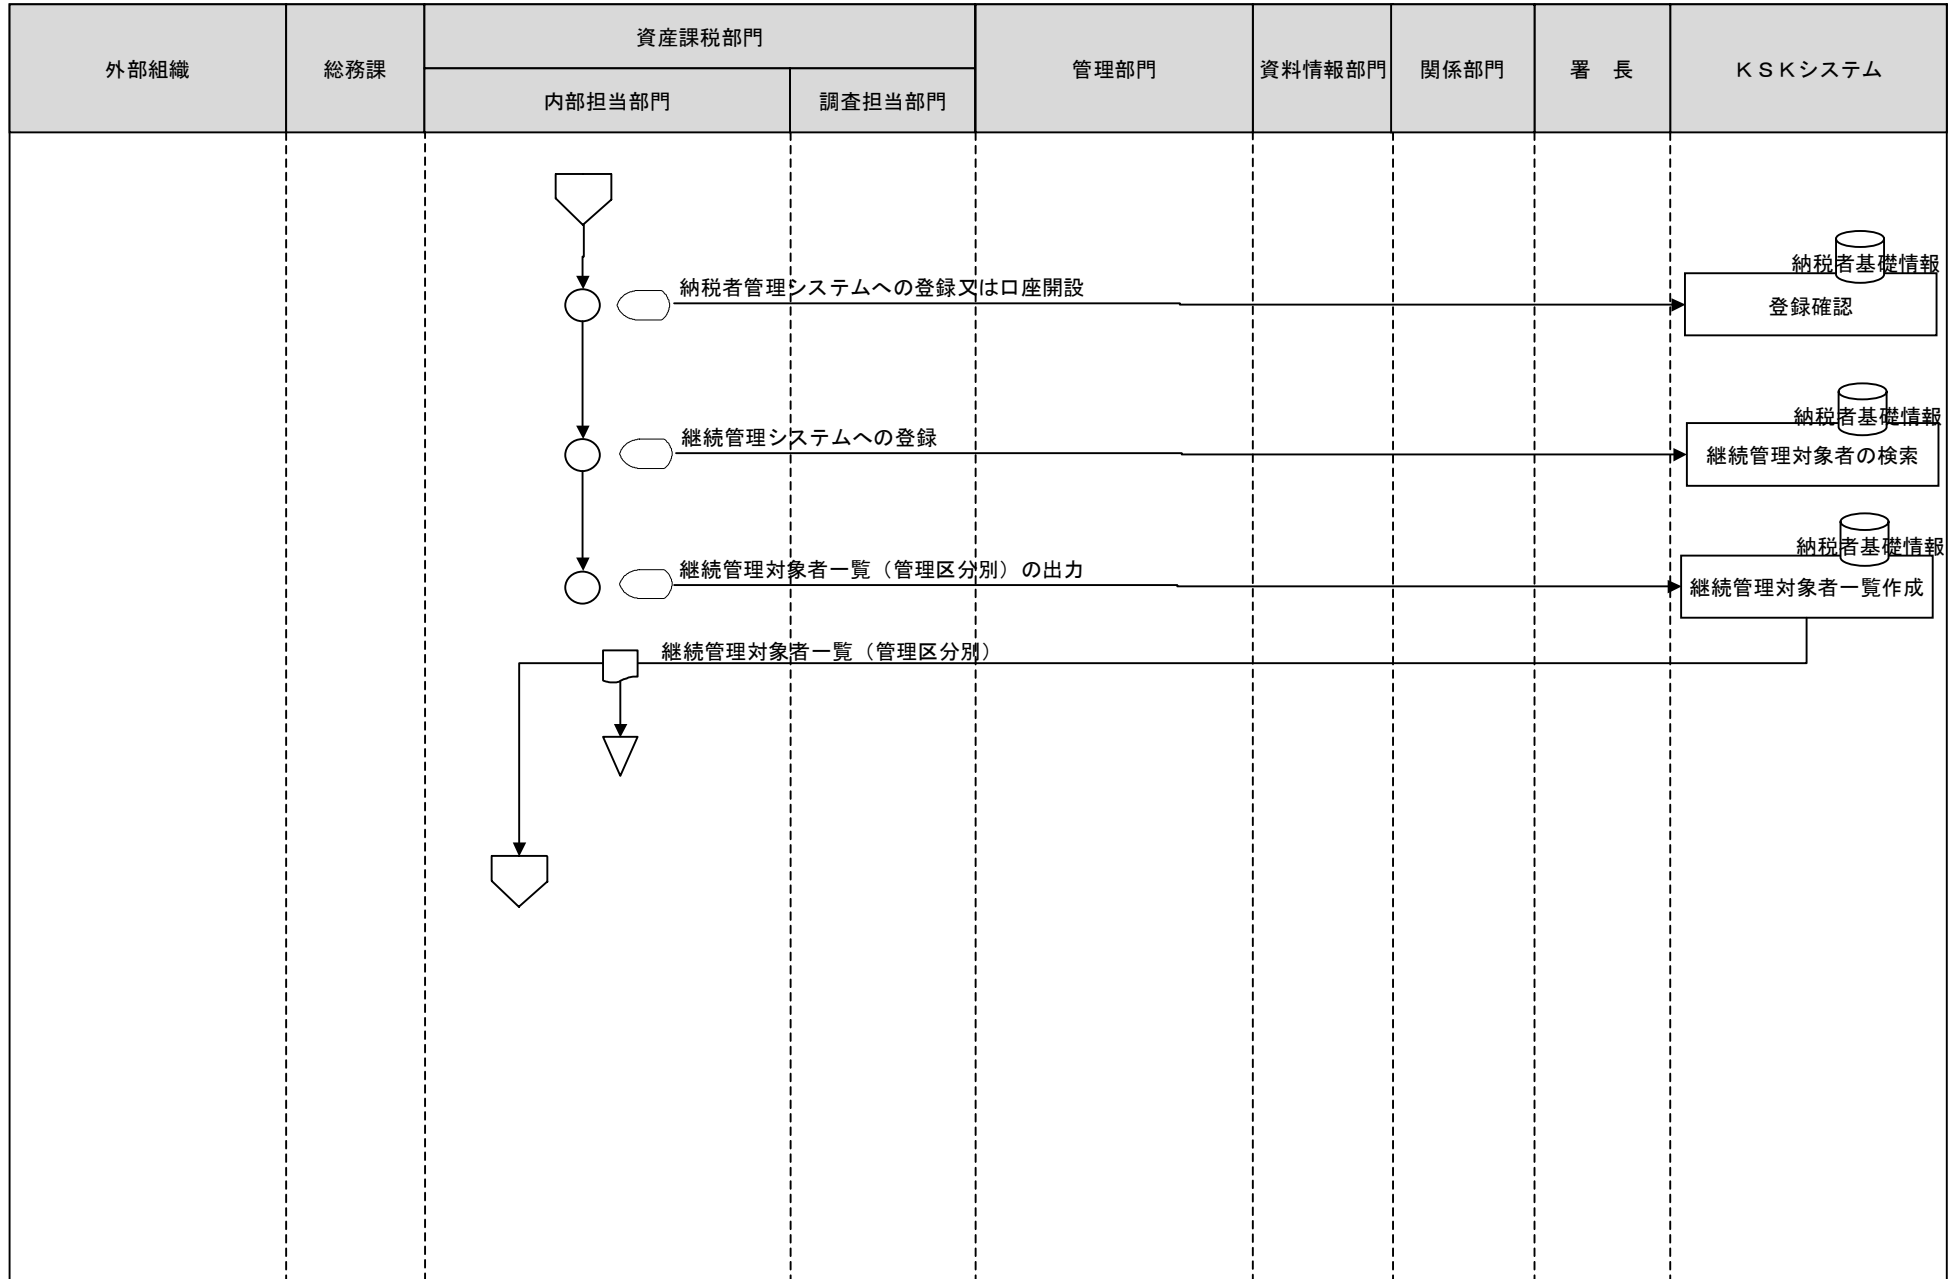 外部組織
総務課
資産課税部門
内部担当部門
調査担当部門
管理部門
資料情報部門
関係部門
署　長
ＫＳＫシステム
納税者基礎情報
納税者管理システムへの登録又は口座開設
登録確認
納税者基礎情報
継続管理システムへの登録
継続管理対象者の検索
納税者基礎情報
継続管理対象者一覧（管理区分別）の出力
継続管理対象者一覧作成
継続管理対象者一覧（管理区分別）